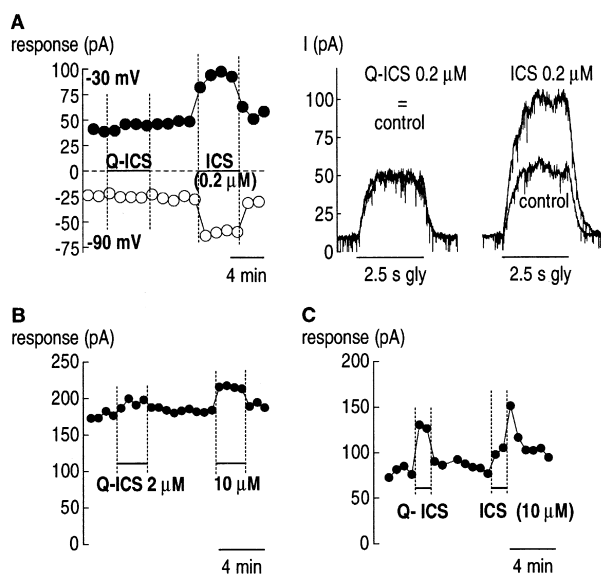 A
response (pA)
100
75
50
25
0
-25
-50
-75
-30 mV
Q-ICS
ICS
(0.2 µM)
-90 mV
4 min
I (pA)
100
75
50
25
0
Q-ICS 0.2 µM
=
control
ICS 0.2 µM
control
2.5 s gly
2.5 s gly
B
response (pA)
250
200
150
100
50
0
Q-ICS 2 µM
10 µM
4 min
C
response (pA)
200
150
100
50
0
Q- ICS
ICS (10 µM)
4 min